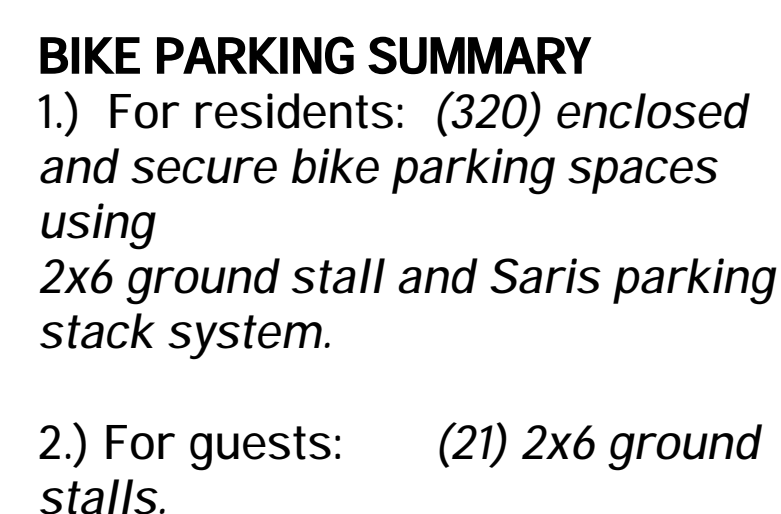 BIKE PARKING SUMMARY
1.) For residents: (320) enclosed
and secure bike parking spaces
using
2x6 ground stall and Saris parking
stack system.
2.) For guests: (21) 2x6 ground
stalls.